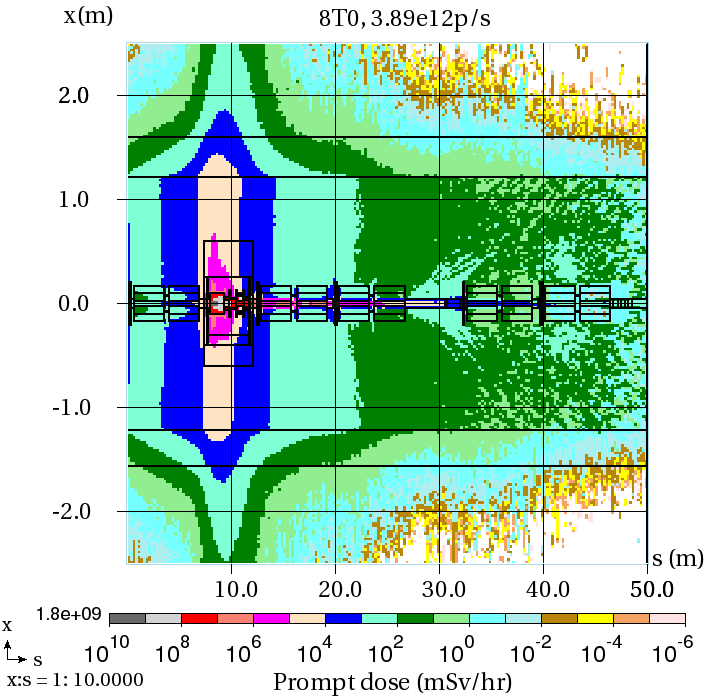 x(m)
8T0, 3.89e12p/s
2.0
1.0
0.0
-1.0
-2.0
s (m)
10.0 20.0 30.0 40.0 50.0
1.8e+09
10^10 10^8 10^6 10^4 10^2 10^0 10^-2 10^-4 10^-6
x
s
x:s = 1: 10.0000
Prompt dose (mSv/hr)